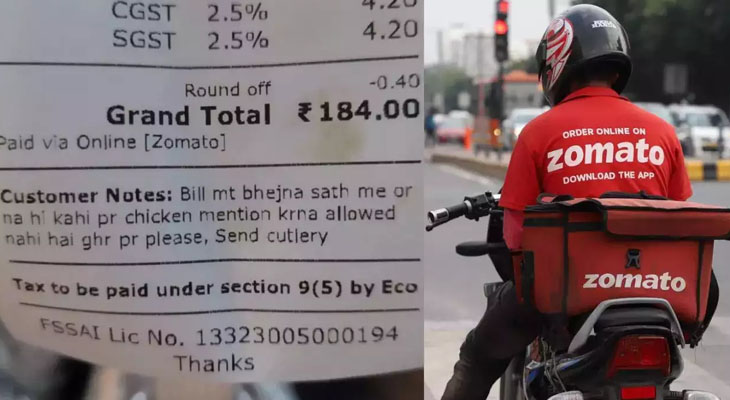 CGST 2.5% 4.20
SGST 2.5% 4.20
Round off -0.40
Grand Total ₹184.00
Paid via Online [Zomato]
Customer Notes: Bill mt bhejna sath me or
na hi kahi pr chicken mention krna allowed
nahi hai ghr pr please, Send cutlery
Tax to be paid under section 9(5) by Eco
FSSAI Lic No. 13323005000194
Thanks
ORDER ONLINE ON
zomato
DOWNLOAD THE APP
zomato